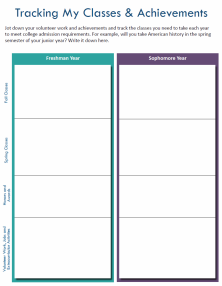 Tracking My Classes & Achievements
Jot down your volunteer work and achievements and track the classes you need to take each year
to meet college admission requirements. For example, will you take American history in the spring
semester of your junior year? Write it down here.
Freshman Year
Sophomore Year
Fall Classes
Spring Classes
Honors and
Awards
Volunteer Work, Jobs and
Extracurricular Activities